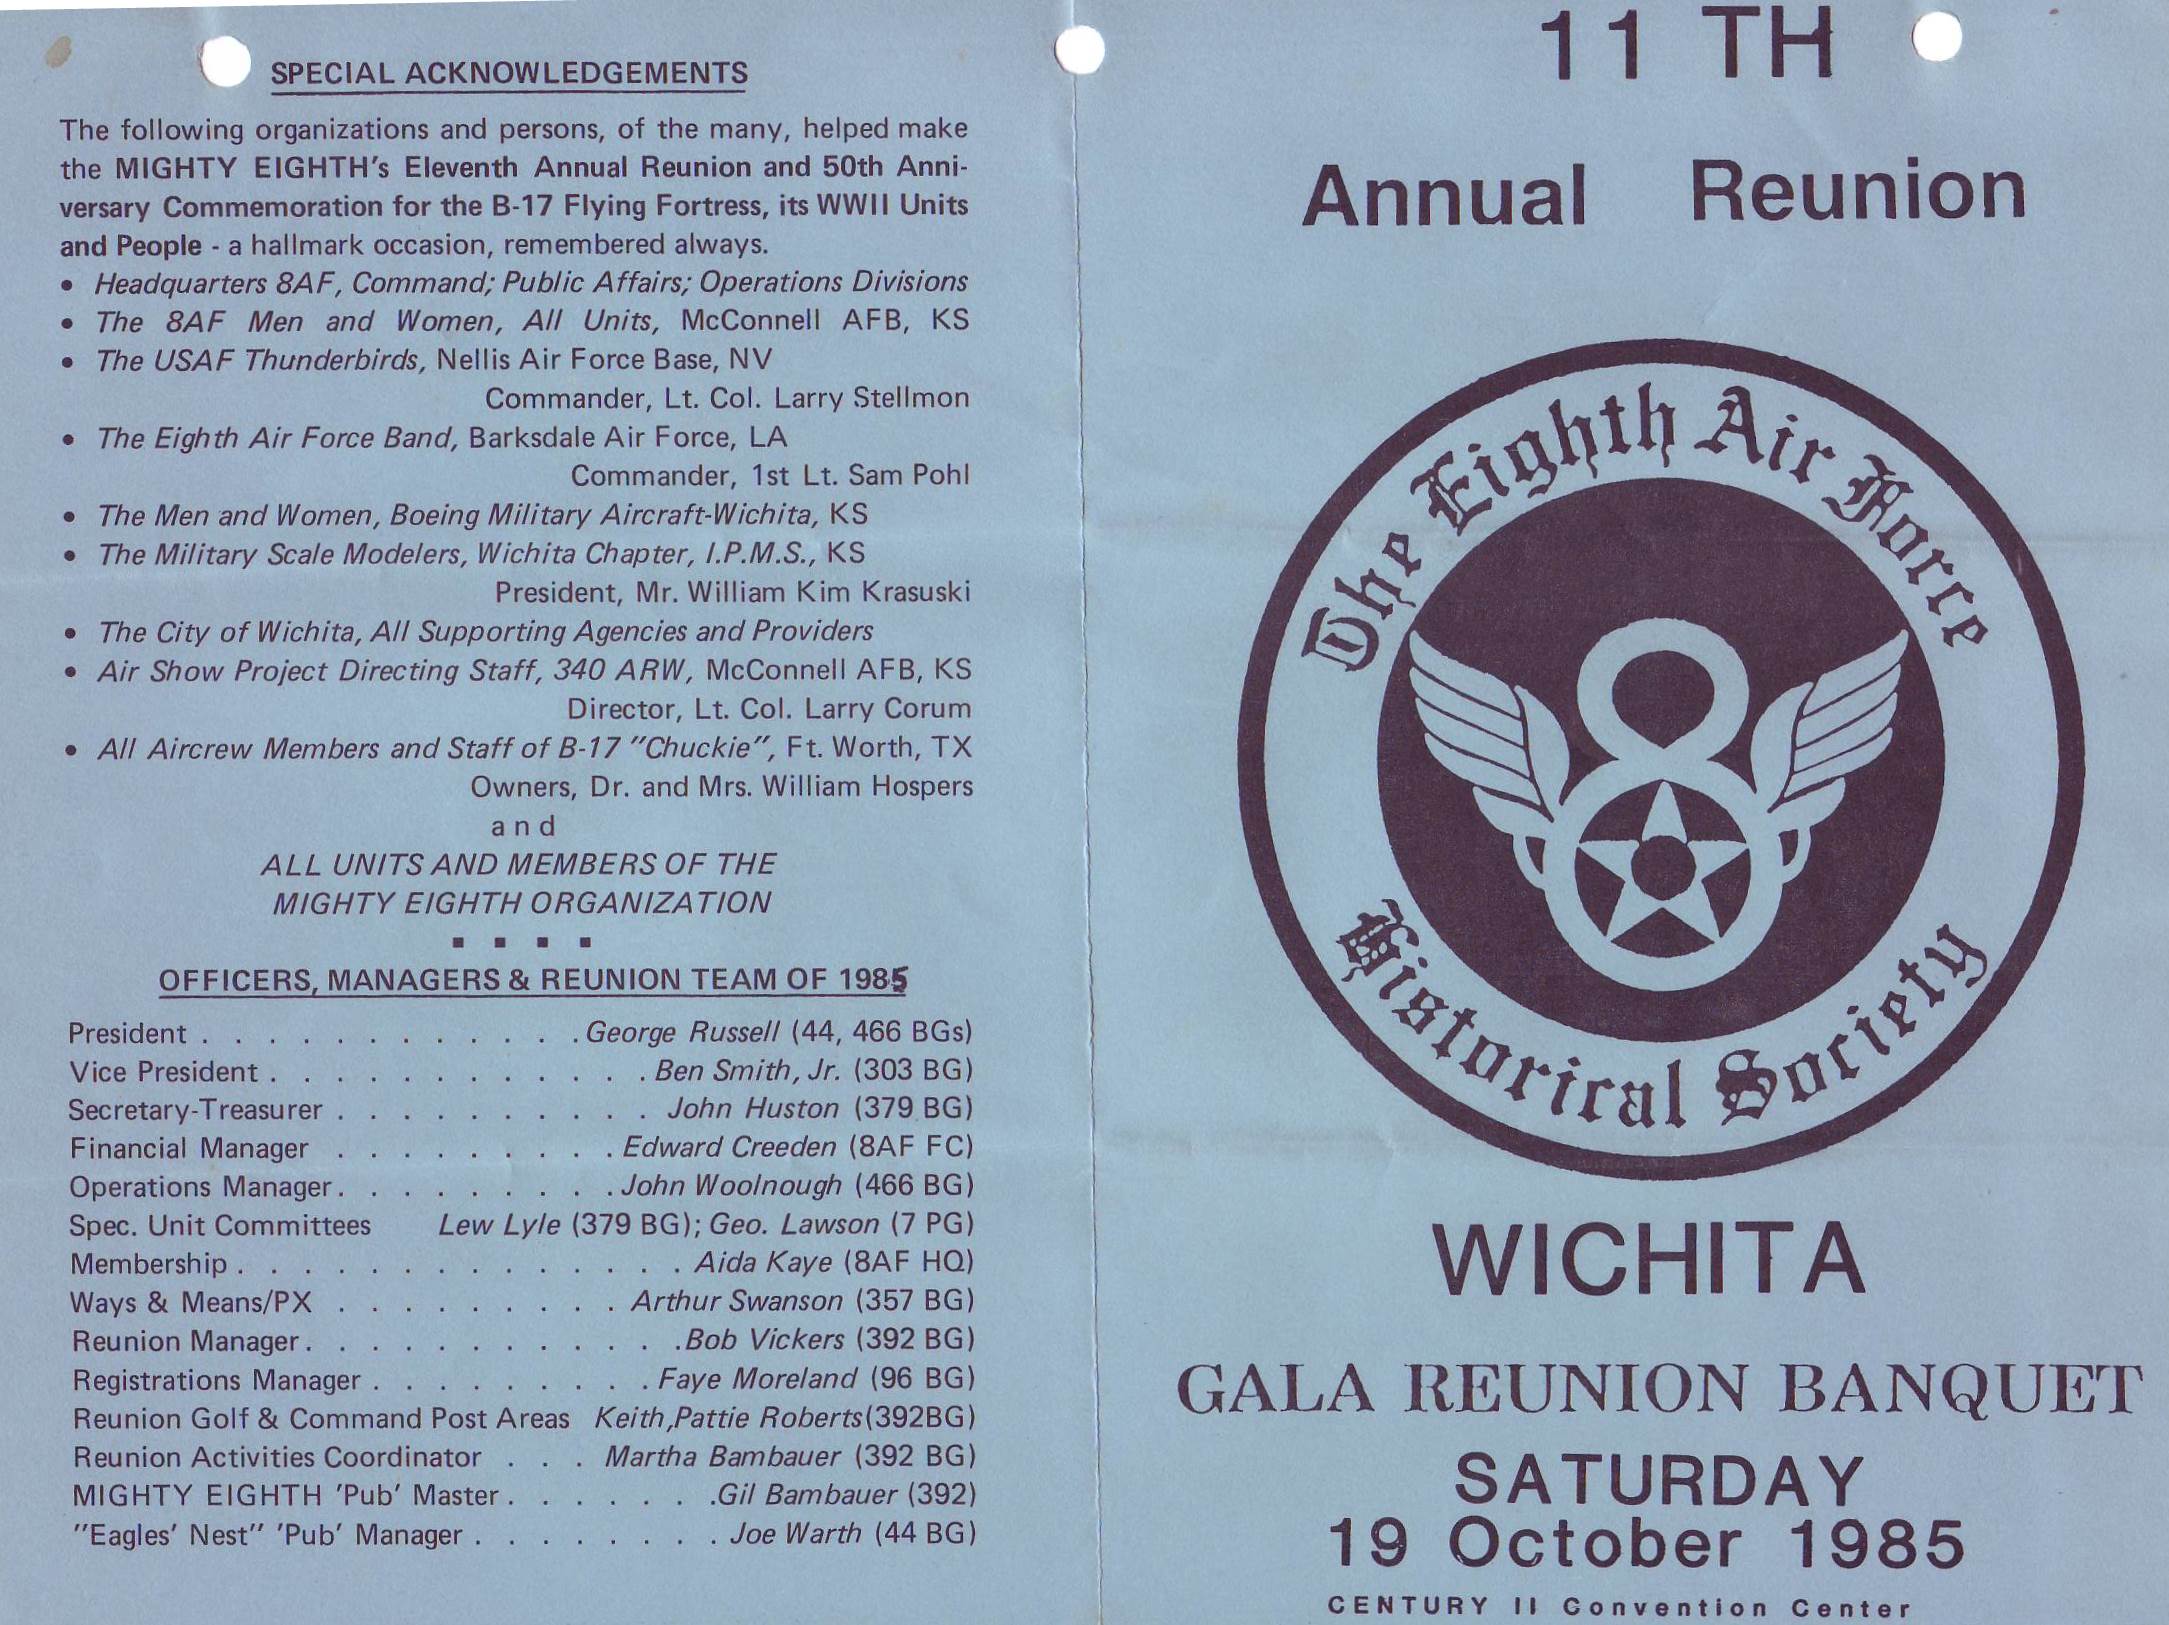 SPECIAL ACKNOWLEDGEMENTS
The following organizations and persons, of the many, helped make
the MIGHTY EIGHTH's Eleventh Annual Reunion and 50th Anni-
versary Commemoration for the B-17 Flying Fortress, its WWII Units
and People - a hallmark occasion, remembered always.
• Headquarters 8AF, Command; Public Affairs; Operations Divisions
• The 8AF Men and Women, All Units, McConnell AFB, KS
• The USAF Thunderbirds, Nellis Air Force Base, NV
Commander, Lt. Col. Larry Stellmon
• The Eighth Air Force Band, Barksdale Air Force, LA
Commander, 1st Lt. Sam Pohl
• The Men and Women, Boeing Military Aircraft-Wichita, KS
• The Military Scale Modelers, Wichita Chapter, I.P.M.S., KS
President, Mr. William Kim Krasuski
• The City of Wichita, All Supporting Agencies and Providers
• Air Show Project Directing Staff, 340 ARW, McConnell AFB, KS
Director, Lt. Col. Larry Corum
• All Aircrew Members and Staff of B-17 "Chuckie", Ft. Worth, TX
Owners, Dr. and Mrs. William Hospers
and
ALL UNITS AND MEMBERS OF THE
MIGHTY EIGHTH ORGANIZATION
OFFICERS, MANAGERS & REUNION TEAM OF 1985
President . . . . . . . . . . . . George Russell (44, 466 BGs)
Vice President . . . . . . . . . . . . Ben Smith, Jr. (303 BG)
Secretary-Treasurer . . . . . . . . . . John Huston (379 BG)
Financial Manager . . . . . . . . . Edward Creeden (8AF FC)
Operations Manager . . . . . . . . . John Woolnough (466 BG)
Spec. Unit Committees Lew Lyle (379 BG); Geo. Lawson (7 PG)
Membership . . . . . . . . . . . . . . Aida Kaye (8AF HQ)
Ways & Means/PX . . . . . . . . . Arthur Swanson (357 BG)
Reunion Manager . . . . . . . . . . . . Bob Vickers (392 BG)
Registrations Manager . . . . . . . . . Faye Moreland (96 BG)
Reunion Golf & Command Post Areas Keith,Pattie Roberts(392BG)
Reunion Activities Coordinator . . . Martha Bambauer (392 BG)
MIGHTY EIGHTH 'Pub' Master . . . . . . . Gil Bambauer (392)
"Eagles' Nest" 'Pub' Manager . . . . . . . . Joe Warth (44 BG)
11 TH
Annual Reunion
The Eighth Air Force
Historical Society
WICHITA
GALA REUNION BANQUET
SATURDAY
19 October 1985
CENTURY II Convention Center